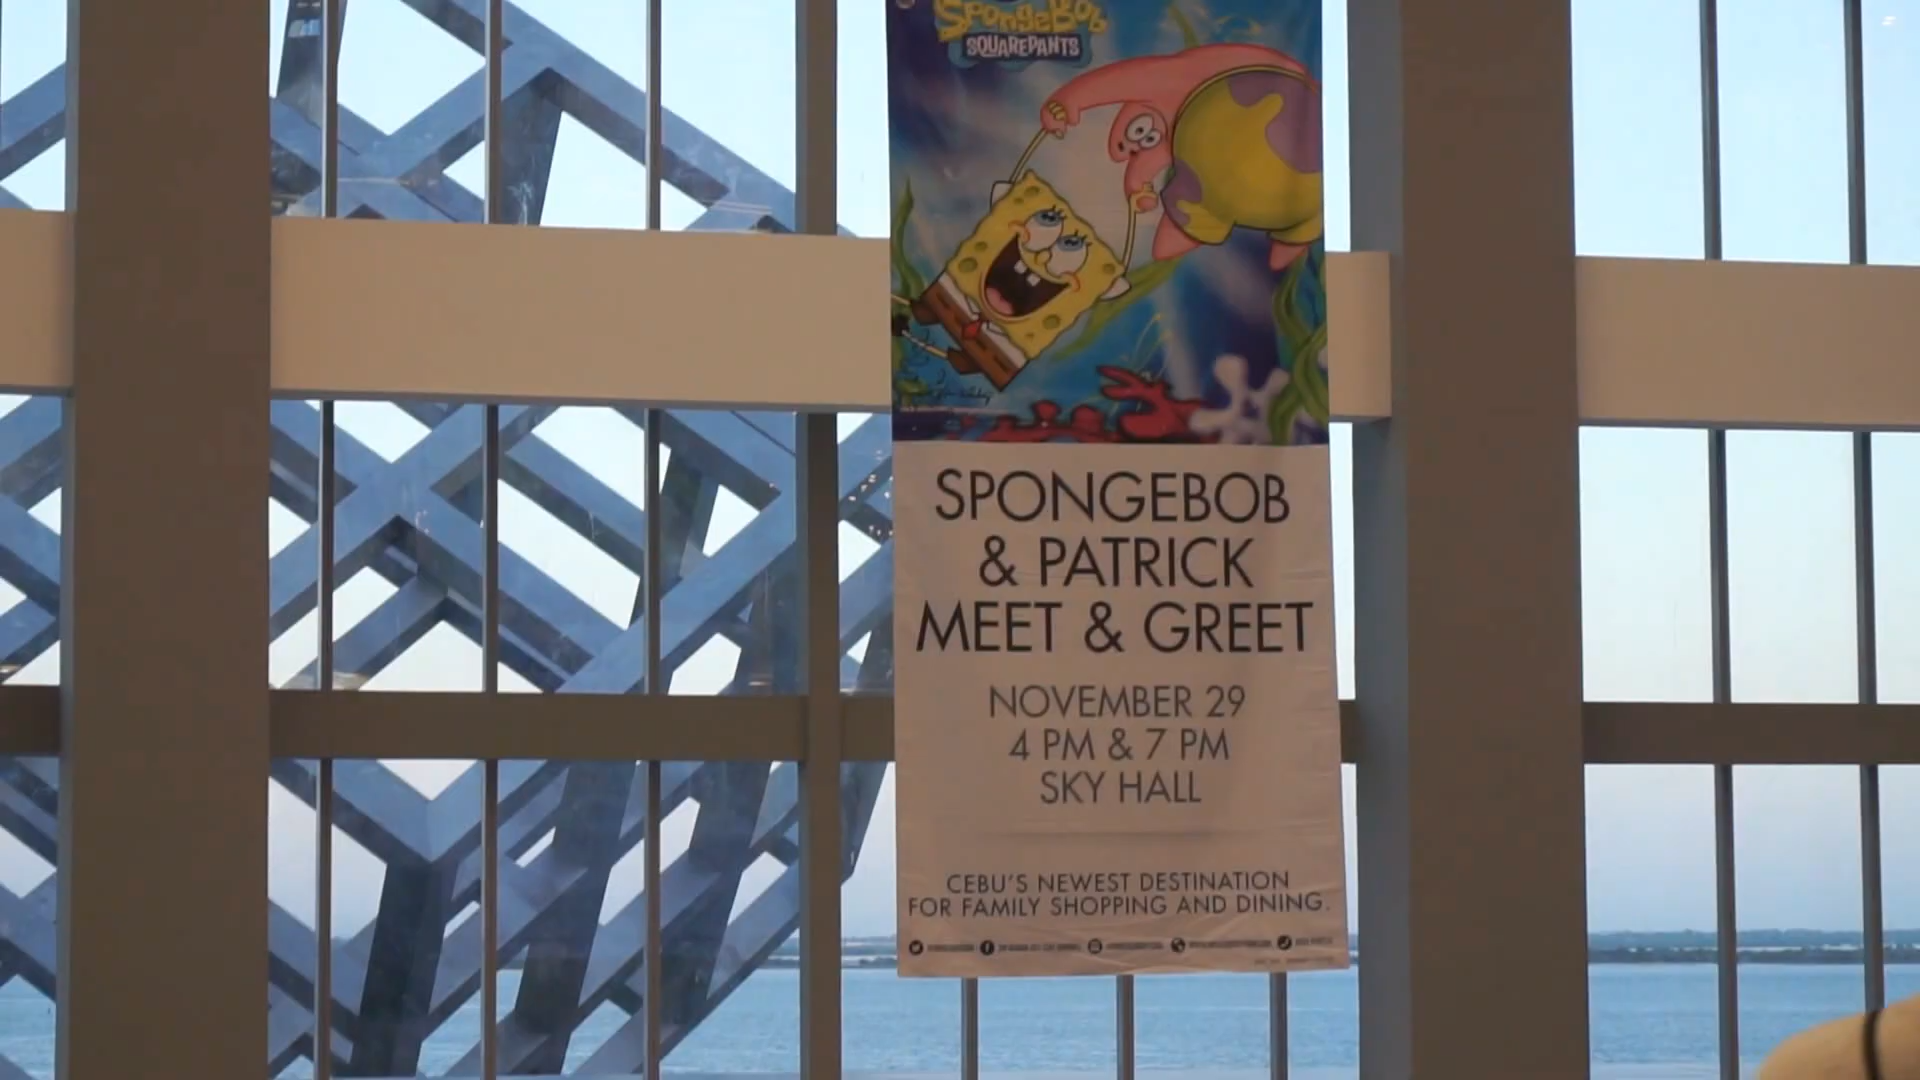 SpongeBob
SQUAREPANTS
SPONGEBOB
& PATRICK
MEET & GREET
NOVEMBER 29
4 PM & 7 PM
SKY HALL
CEBU'S NEWEST DESTINATION
FOR FAMILY SHOPPING AND DINING.